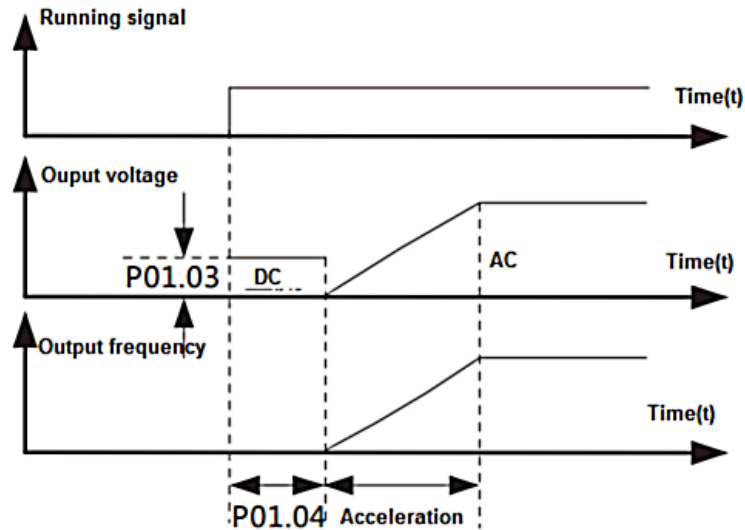 Running signal
Time(t)
Ouput voltage
P01.03
DC
AC
Time(t)
Output frequency
Time(t)
P01.04
Acceleration